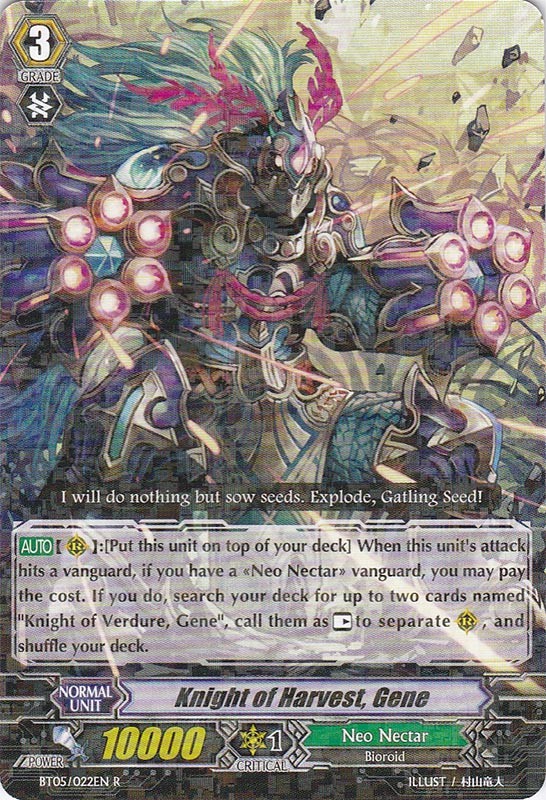 3
GRADE
I will do nothing but sow seeds. Explode, Gatling Seed!
AUTO【 R 】:[Put this unit on top of your deck] When this unit's attack
hits a vanguard, if you have a «Neo Nectar» vanguard, you may pay
the cost. If you do, search your deck for up to two cards named
"Knight of Verdure, Gene", call them as to separate R , and
shuffle your deck.
NORMAL
UNIT
Knight of Harvest, Gene
POWER
10000
1
CRITICAL
Neo Nectar
Bioroid
BT05/022EN R
ILLUST / 村山竜大